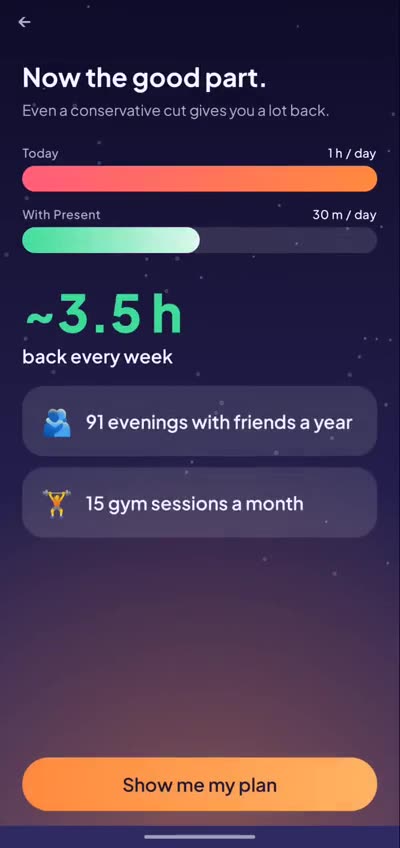 Now the good part.
Even a conservative cut gives you a lot back.
Today 1 h / day
With Present 30 m / day
~3.5 h
back every week
91 evenings with friends a year
15 gym sessions a month
Show me my plan